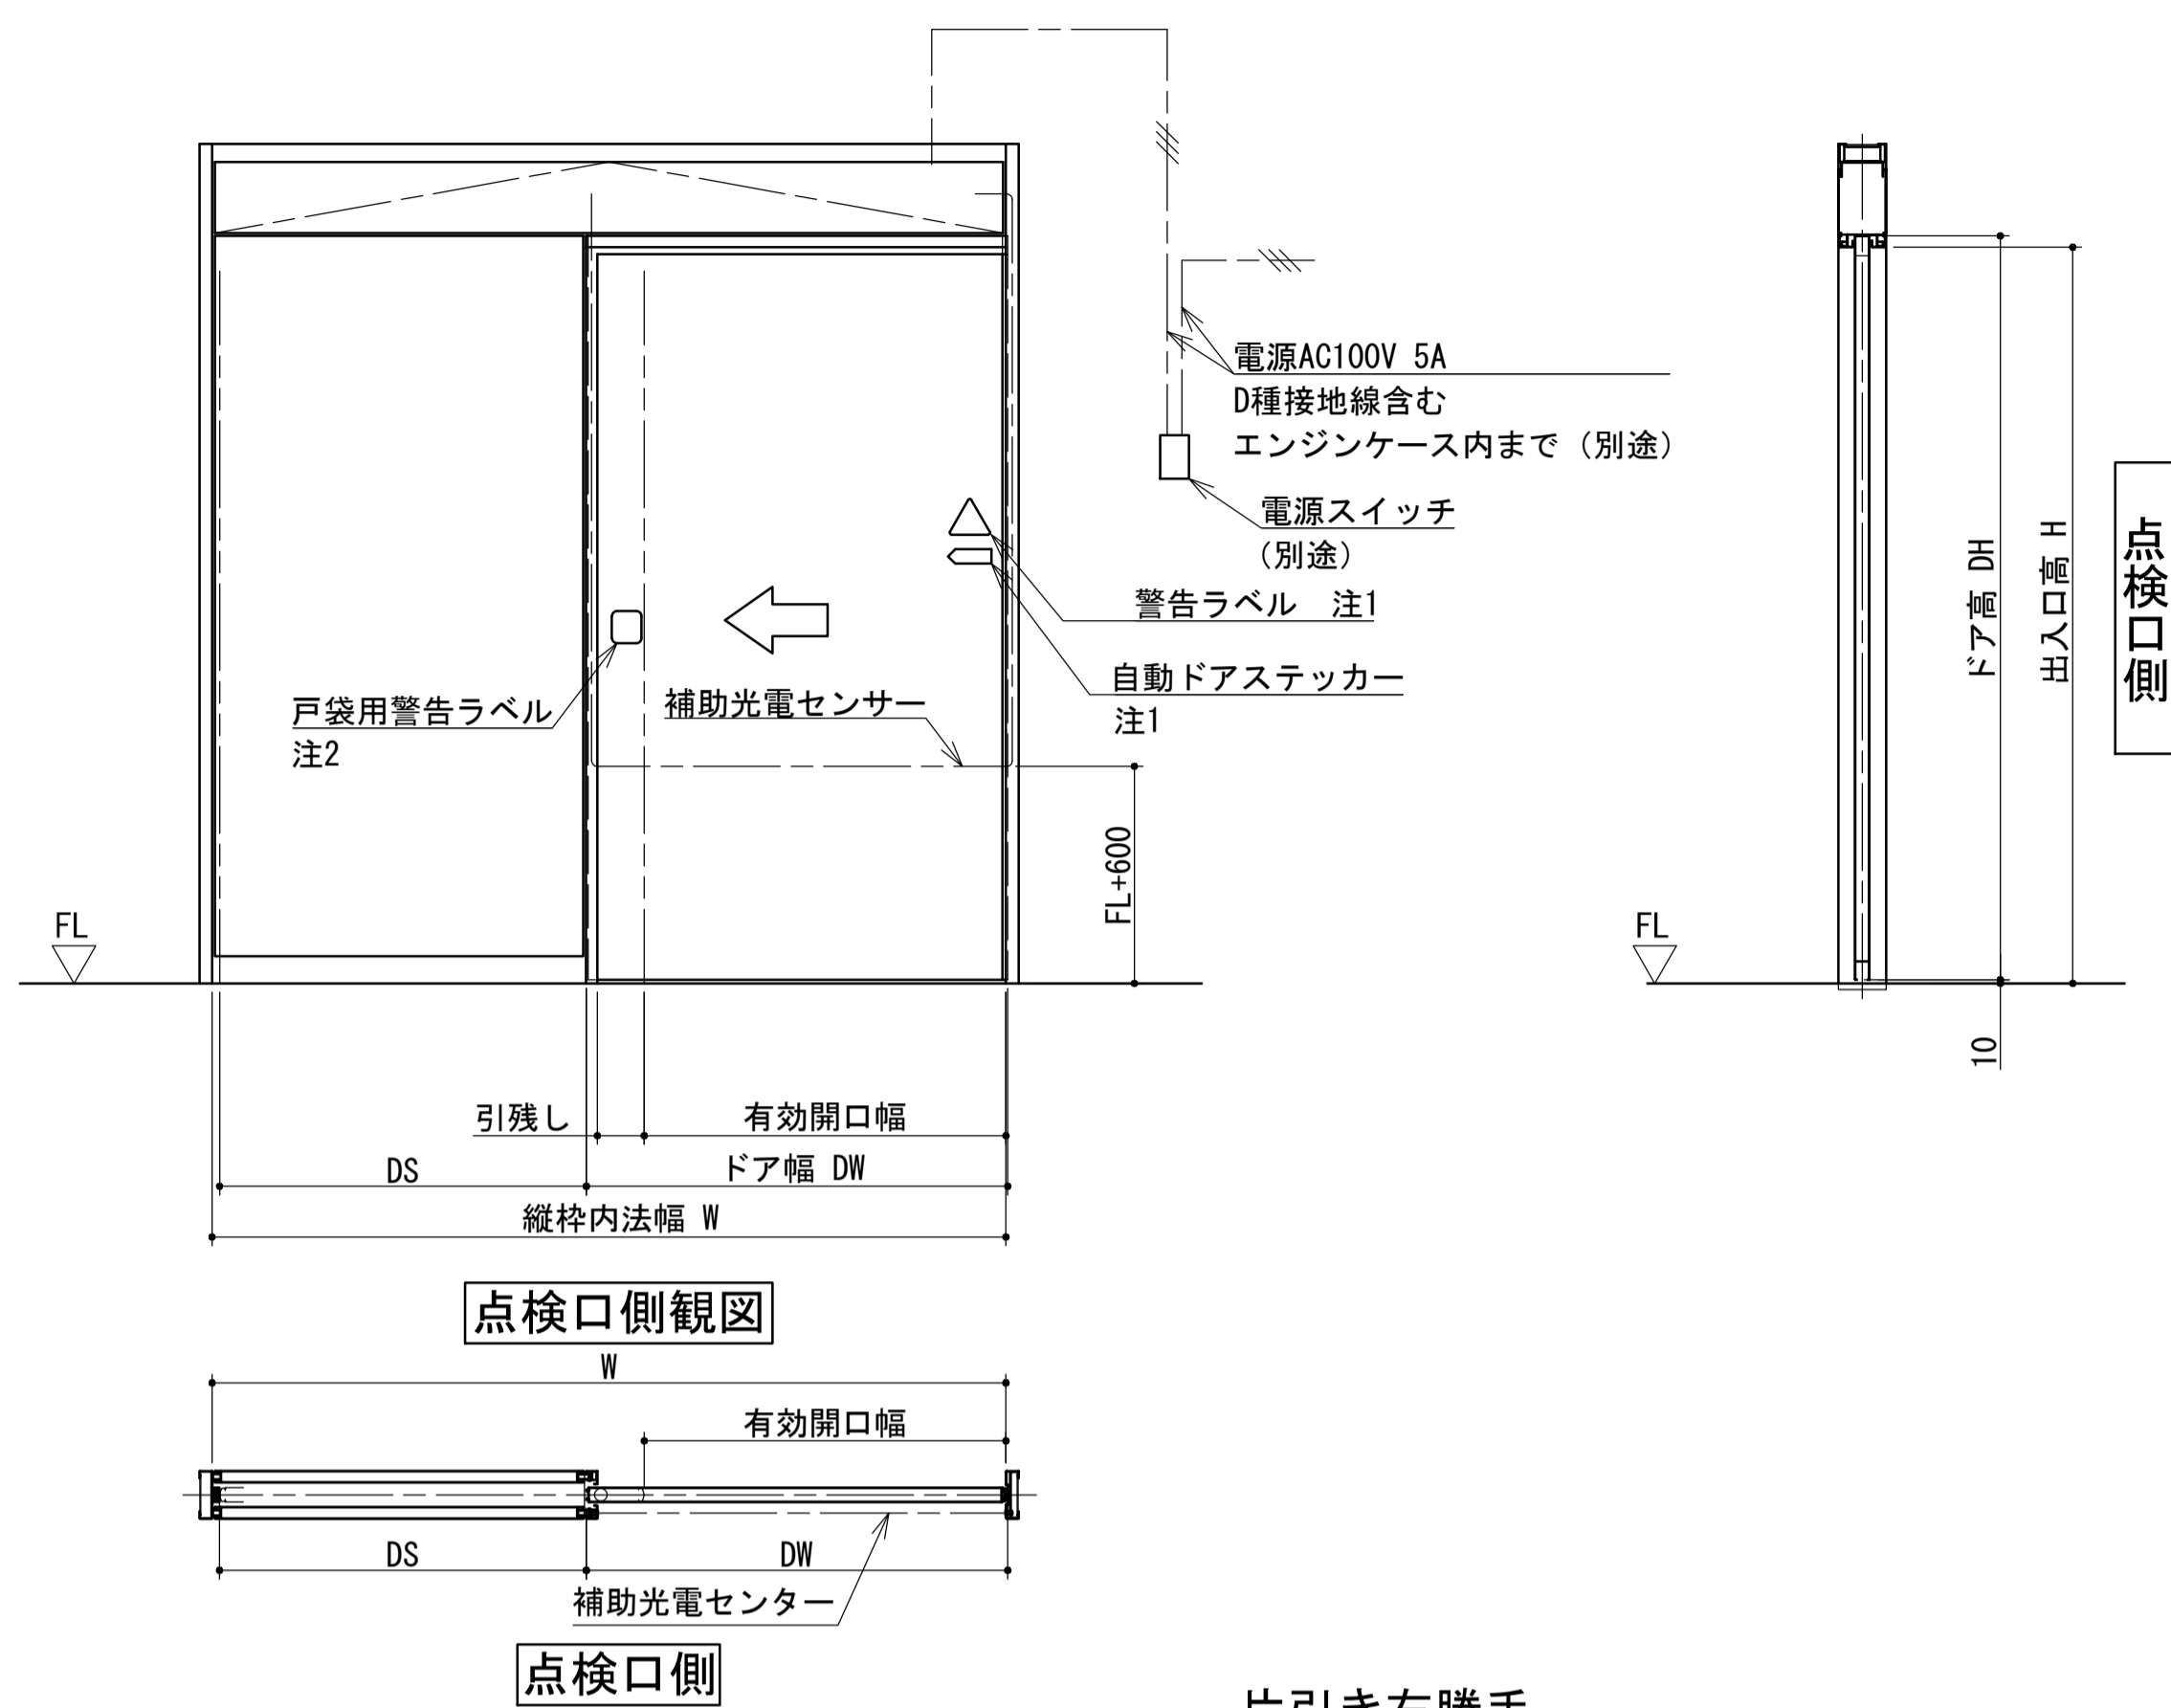 電源AC100V 5A
D種接地線含む
エンジンケース内まで（別途）
電源スイッチ
（別途）
警告ラベル 注1
自動ドアステッカー
注1
戸袋用警告ラベル
注2
補助光電センサー
FL+600
FL
引残し
有効開口幅
DS
ドア幅 DW
縦枠内法幅 W
点検口側観図
W
有効開口幅
DS
DW
補助光電センター
点検口側
FL
ドア高 DH
出入口高 H
10
点検口側